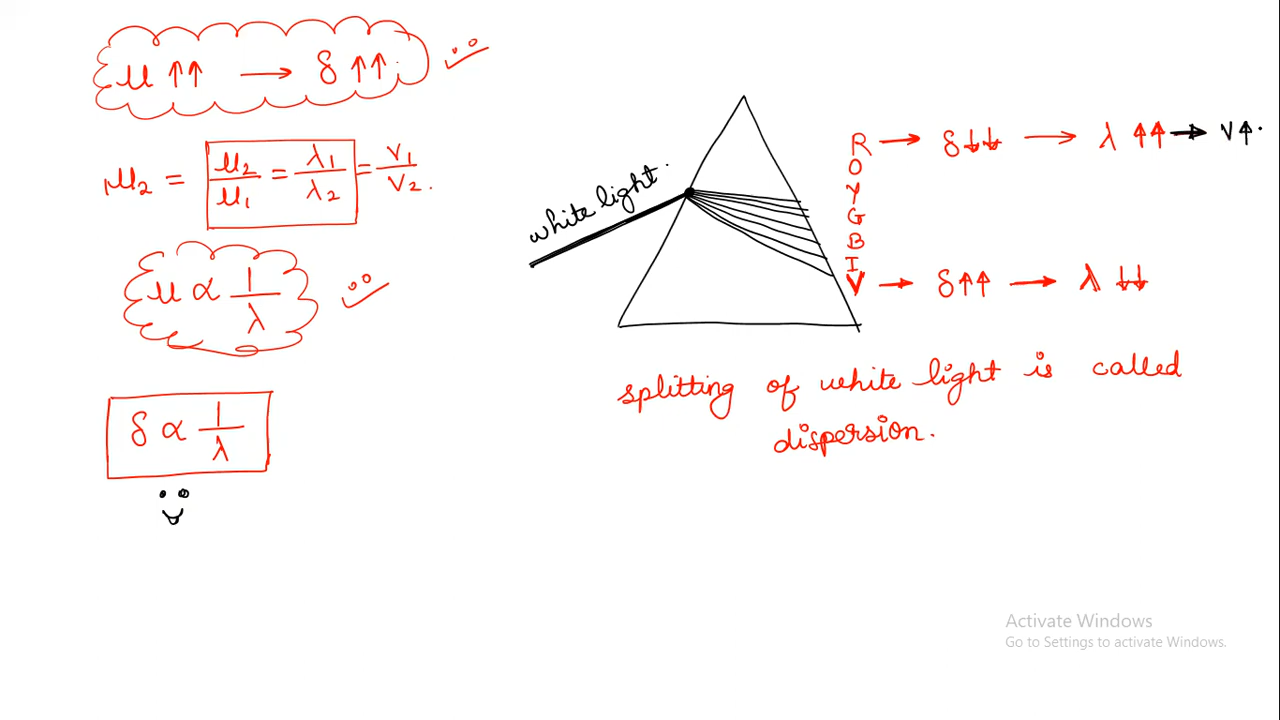 μ ↑↑ → δ ↑↑.
μ₂ = μ₂/μ₁ = λ₁/λ₂ = v₁/v₂.
μ ∝ 1/λ
δ ∝ 1/λ
white light.
R → δ↓↓ → λ ↑↑ → v↑.
O
Y
G
B
I
V → δ↑↑ → λ ↓↓
splitting of white light is called
dispersion.
Activate Windows
Go to Settings to activate Windows.